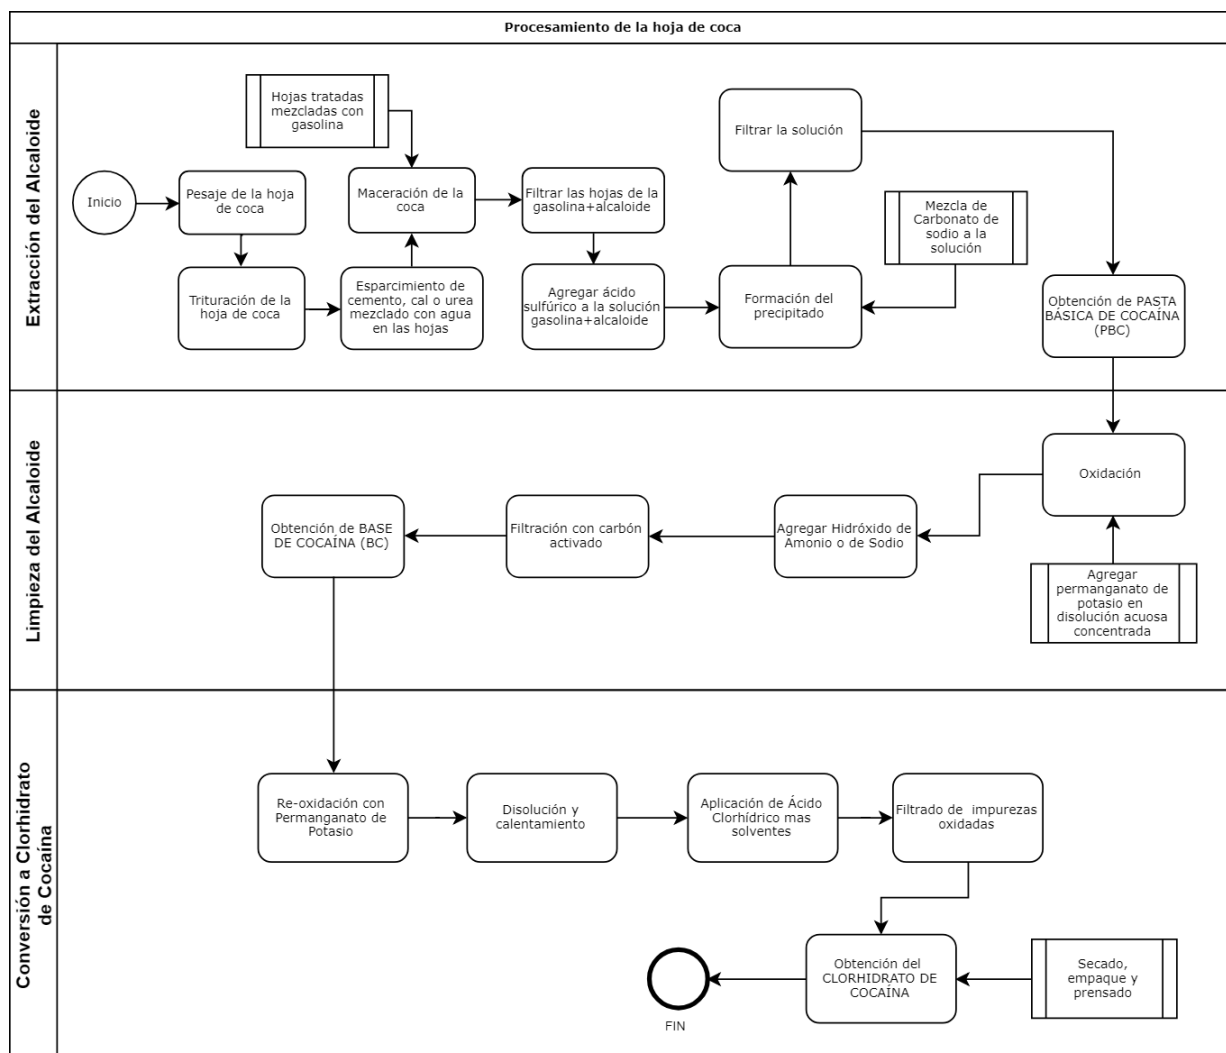 Procesamiento de la hoja de coca
Extracción del Alcaloide
Inicio
Pesaje de la hoja
de coca
Trituración de la
hoja de coca
Esparcimiento de
cemento, cal o urea
mezclado con agua
en las hojas
Hojas tratadas
mezcladas con
gasolina
Maceración de la
coca
Filtrar las hojas de la
gasolina+alcaloide
Agregar ácido
sulfúrico a la solución
gasolina+alcaloide
Formación del
precipitado
Mezcla de
Carbonato de
sodio a la
solución
Filtrar la solución
Obtención de PASTA
BÁSICA DE COCAÍNA
(PBC)
Limpieza del Alcaloide
Oxidación
Agregar
permanganato de
potasio en
disolución acuosa
concentrada
Agregar Hidróxido de
Amonio o de Sodio
Filtración con carbón
activado
Obtención de BASE
DE COCAÍNA (BC)
Conversión a Clorhidrato
de Cocaína
Re-oxidación con
Permanganato de
Potasio
Disolución y
calentamiento
Aplicación de Ácido
Clorhídrico mas
solventes
Filtrado de impurezas
oxidadas
Obtención del
CLORHIDRATO DE
COCAÍNA
Secado,
empaque y
prensado
FIN